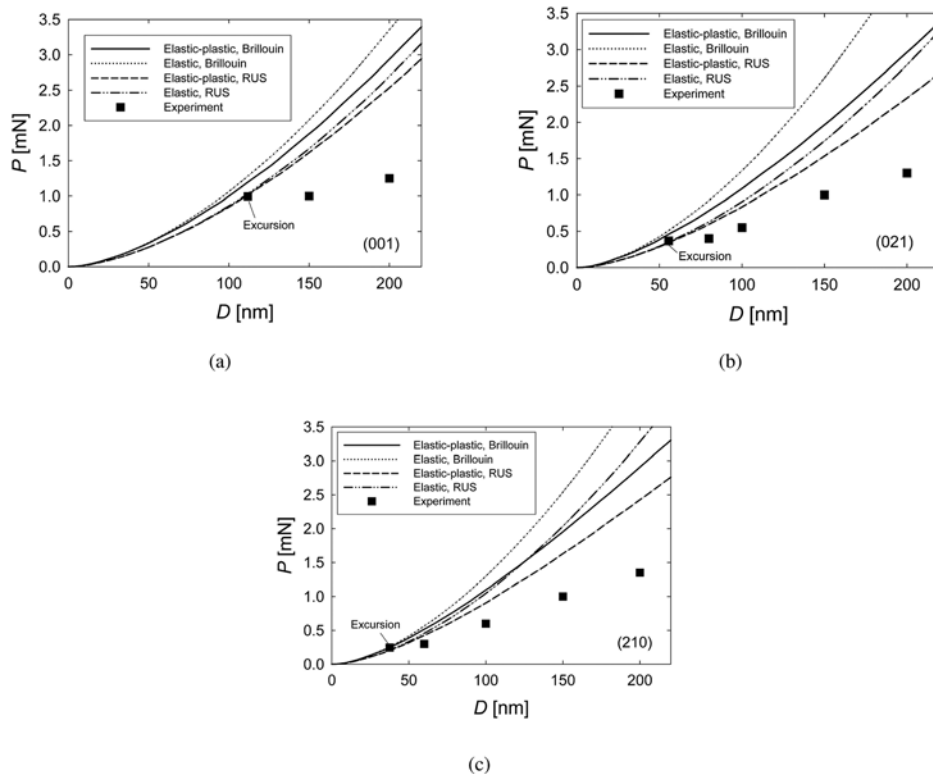 3.5
3.0
2.5
2.0
1.5
1.0
0.5
0.0
P [mN]
Elastic-plastic, Brillouin
Elastic, Brillouin
Elastic-plastic, RUS
Elastic, RUS
Experiment
Excursion
(001)
0 50 100 150 200
D [nm]
(a)
3.5
3.0
2.5
2.0
1.5
1.0
0.5
0.0
P [mN]
Elastic-plastic, Brillouin
Elastic, Brillouin
Elastic-plastic, RUS
Elastic, RUS
Experiment
Excursion
(021)
0 50 100 150 200
D [nm]
(b)
3.5
3.0
2.5
2.0
1.5
1.0
0.5
0.0
P [mN]
Elastic-plastic, Brillouin
Elastic, Brillouin
Elastic-plastic, RUS
Elastic, RUS
Experiment
Excursion
(210)
0 50 100 150 200
D [nm]
(c)